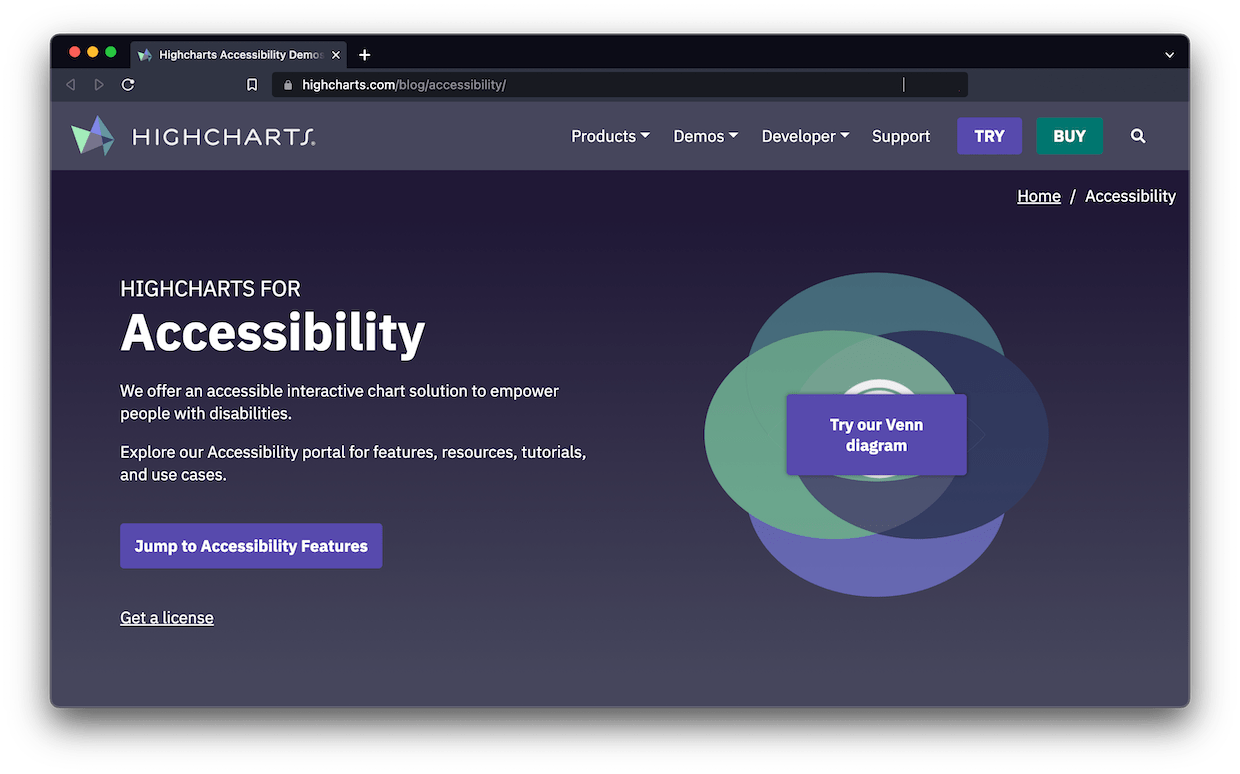 Highcharts Accessibility Demos
highcharts.com/blog/accessibility/
HIGHCHARTS.
Products Demos Developer Support TRY BUY
Home / Accessibility
HIGHCHARTS FOR
Accessibility
We offer an accessible interactive chart solution to empower
people with disabilities.
Explore our Accessibility portal for features, resources, tutorials,
and use cases.
Jump to Accessibility Features
Get a license
Try our Venn
diagram